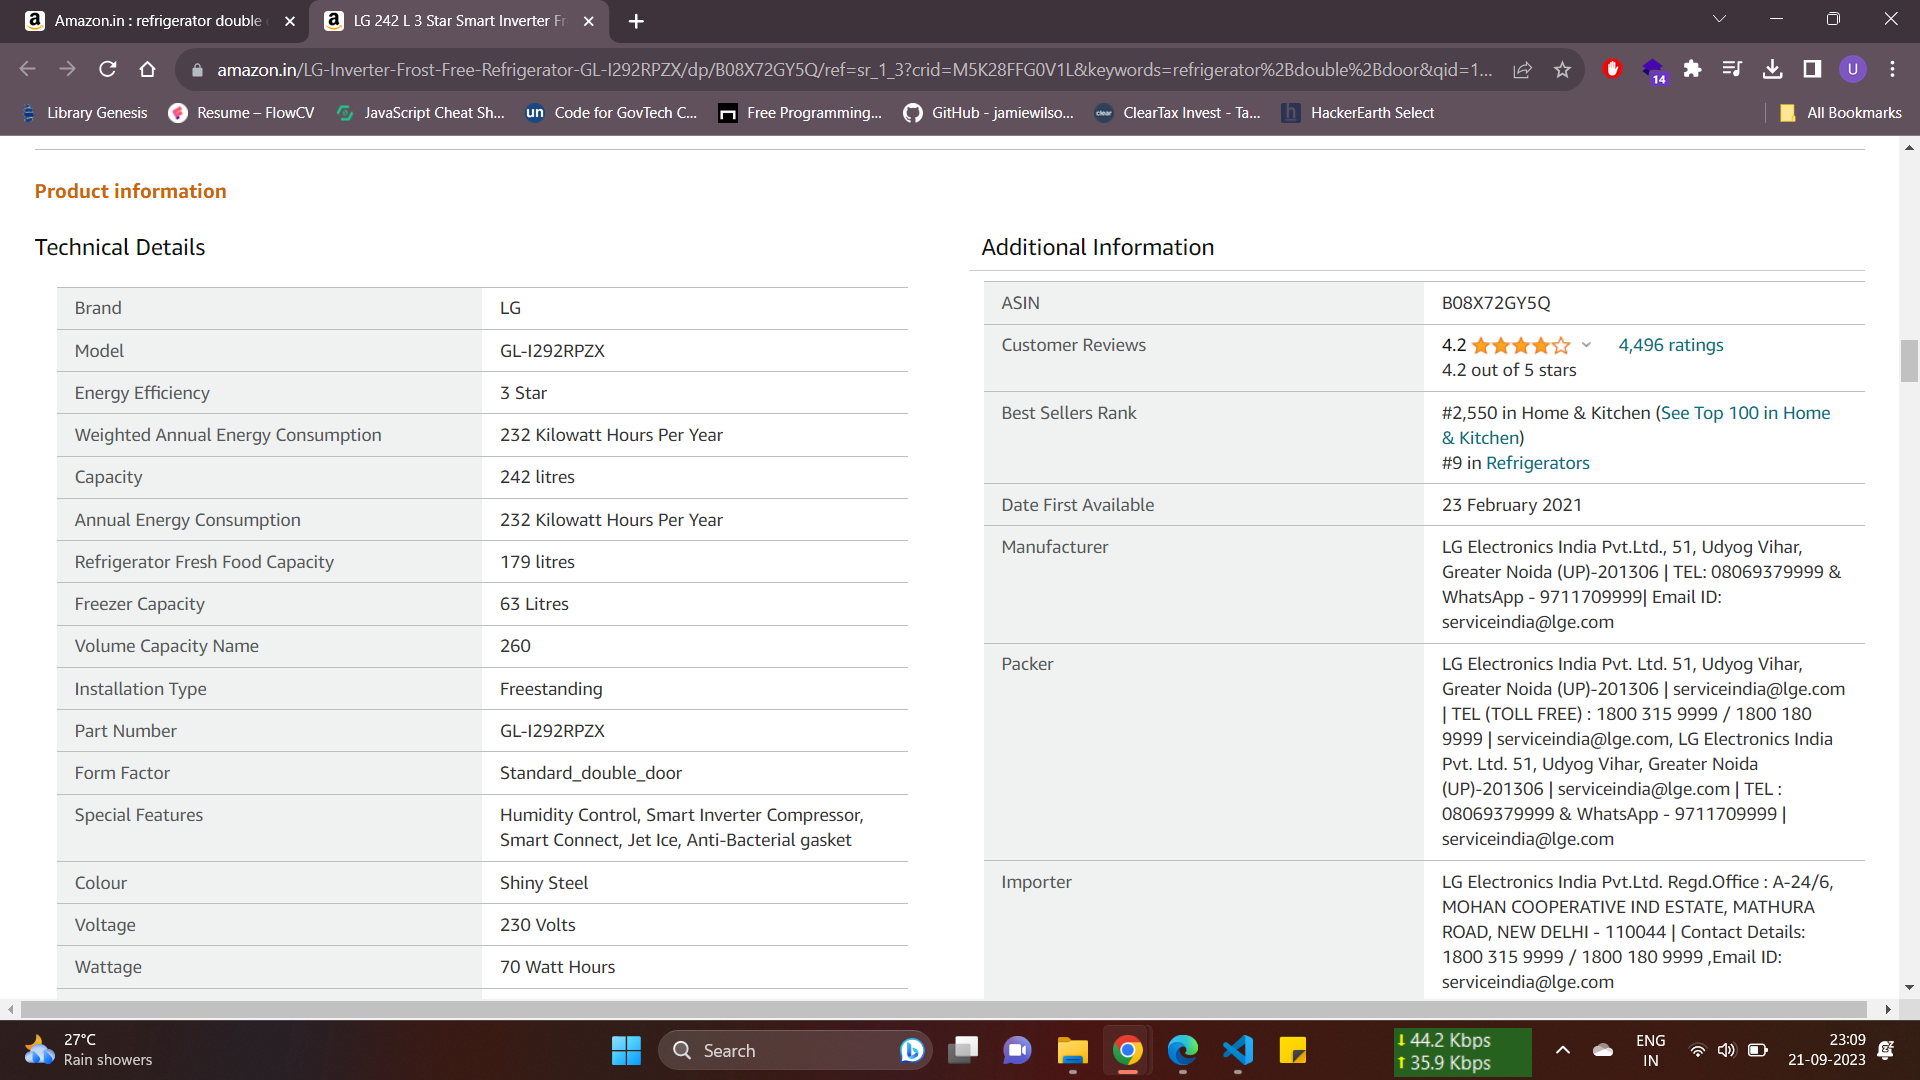 Amazon.in : refrigerator double
LG 242 L 3 Star Smart Inverter Fr
amazon.in/LG-Inverter-Frost-Free-Refrigerator-GL-I292RPZX/dp/B08X72GY5Q/ref=sr_1_3?crid=M5K28FFG0V1L&keywords=refrigerator%2Bdouble%2Bdoor&qid=1...
14
U
Library Genesis
Resume – FlowCV
JavaScript Cheat Sh...
un
Code for GovTech C...
Free Programming...
GitHub - jamiewilso...
clear
ClearTax Invest - Ta...
h
HackerEarth Select
All Bookmarks
Product information
Technical Details
Brand LG
Model GL-I292RPZX
Energy Efficiency 3 Star
Weighted Annual Energy Consumption 232 Kilowatt Hours Per Year
Capacity 242 litres
Annual Energy Consumption 232 Kilowatt Hours Per Year
Refrigerator Fresh Food Capacity 179 litres
Freezer Capacity 63 Litres
Volume Capacity Name 260
Installation Type Freestanding
Part Number GL-I292RPZX
Form Factor Standard_double_door
Special Features Humidity Control, Smart Inverter Compressor,
Smart Connect, Jet Ice, Anti-Bacterial gasket
Colour Shiny Steel
Voltage 230 Volts
Wattage 70 Watt Hours
Additional Information
ASIN B08X72GY5Q
Customer Reviews 4.2 4,496 ratings
4.2 out of 5 stars
Best Sellers Rank #2,550 in Home & Kitchen (See Top 100 in Home
& Kitchen)
#9 in Refrigerators
Date First Available 23 February 2021
Manufacturer LG Electronics India Pvt.Ltd., 51, Udyog Vihar,
Greater Noida (UP)-201306 | TEL: 08069379999 &
WhatsApp - 9711709999| Email ID:
serviceindia@lge.com
Packer LG Electronics India Pvt. Ltd. 51, Udyog Vihar,
Greater Noida (UP)-201306 | serviceindia@lge.com
| TEL (TOLL FREE) : 1800 315 9999 / 1800 180
9999 | serviceindia@lge.com, LG Electronics India
Pvt. Ltd. 51, Udyog Vihar, Greater Noida
(UP)-201306 | serviceindia@lge.com | TEL :
08069379999 & WhatsApp - 9711709999 |
serviceindia@lge.com
Importer LG Electronics India Pvt.Ltd. Regd.Office : A-24/6,
MOHAN COOPERATIVE IND ESTATE, MATHURA
ROAD, NEW DELHI - 110044 | Contact Details:
1800 315 9999 / 1800 180 9999 ,Email ID:
serviceindia@lge.com
27°C
Rain showers
Search
44.2 Kbps
35.9 Kbps
ENG
IN
23:09
21-09-2023